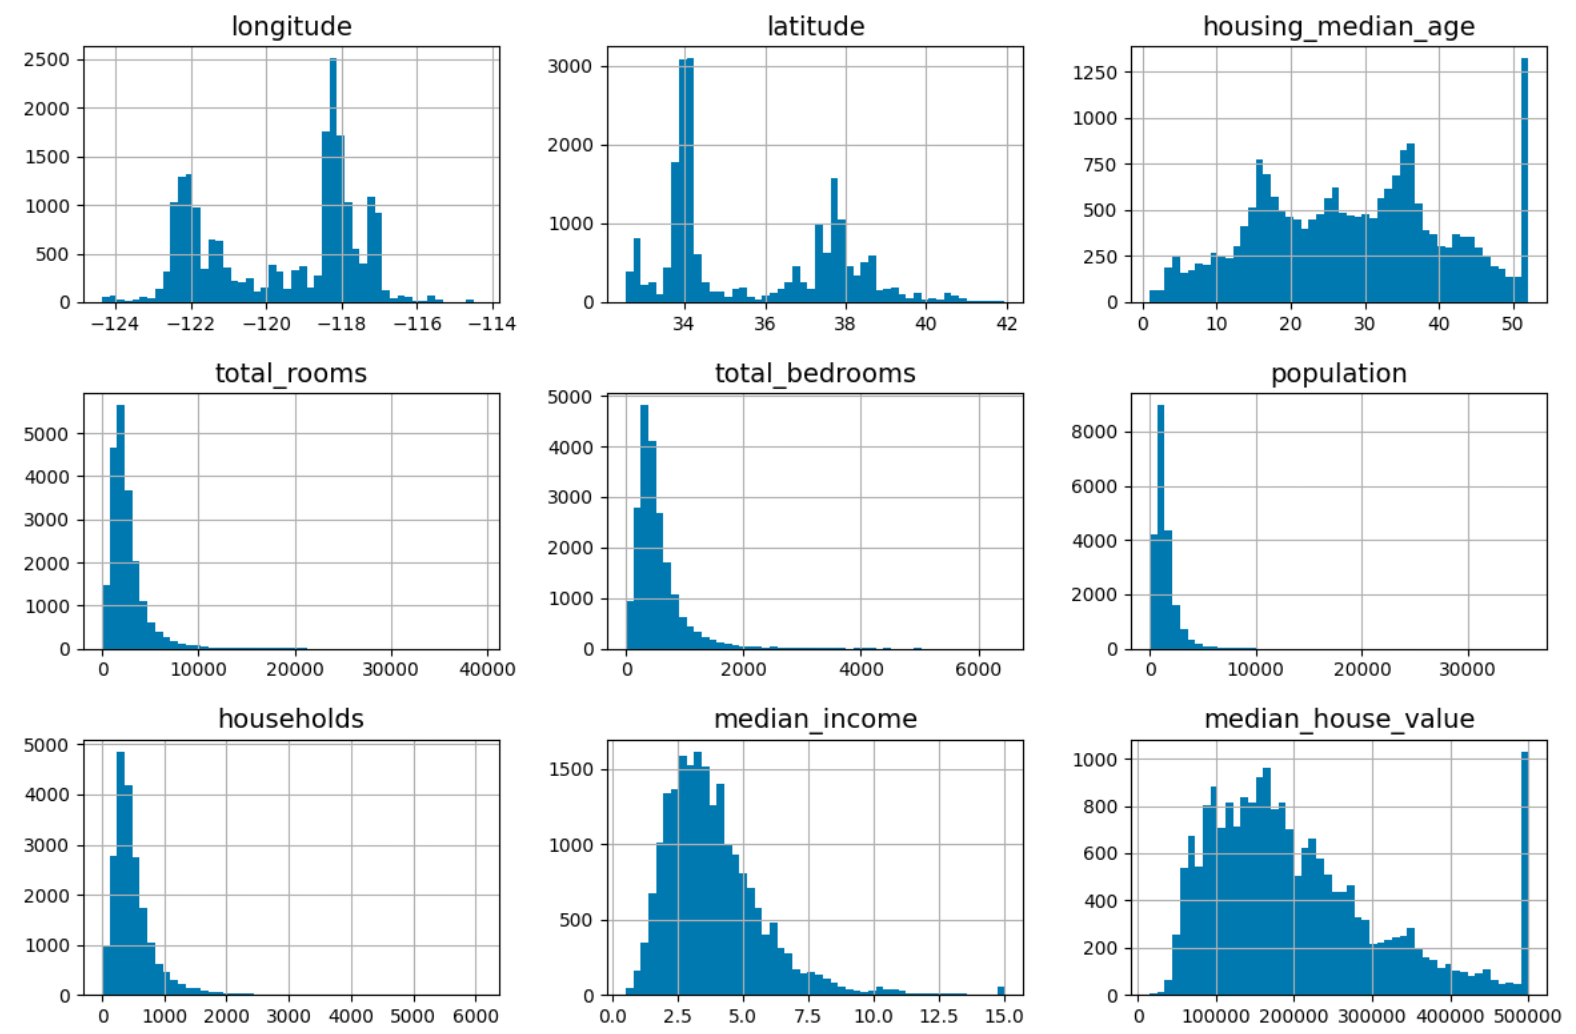 longitude latitude housing_median_age
2500 3000 1250
2000 1000
1500 2000 750
1000 1000 500
500 250
0 0 0
−124 −122 −120 −118 −116 −114 34 36 38 40 42 0 10 20 30 40 50
total_rooms total_bedrooms population
5000 5000 8000
4000 4000 6000
3000 3000 4000
2000 2000 2000
1000 1000
0 0 0
0 10000 20000 30000 40000 0 2000 4000 6000 0 10000 20000 30000
households median_income median_house_value
5000 1500 1000
4000 800
3000 1000 600
2000 500 400
1000 200
0 0 0
0 1000 2000 3000 4000 5000 6000 0.0 2.5 5.0 7.5 10.0 12.5 15.0 0 100000 200000 300000 400000 500000